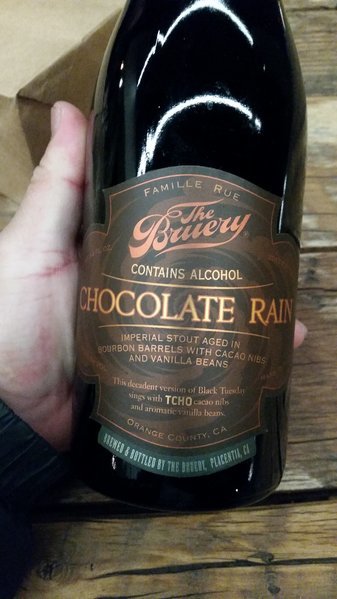 FAMILLE RUE
The
Bruery
CONTAINS ALCOHOL
CHOCOLATE RAIN
IMPERIAL STOUT AGED IN
BOURBON BARRELS WITH CACAO NIBS
AND VANILLA BEANS
This decadent version of Black Tuesday
sings with TCHO cacao nibs
and aromatic vanilla beans.
ORANGE COUNTY, CA
BREWED & BOTTLED BY THE BRUERY, PLACENTIA, CA